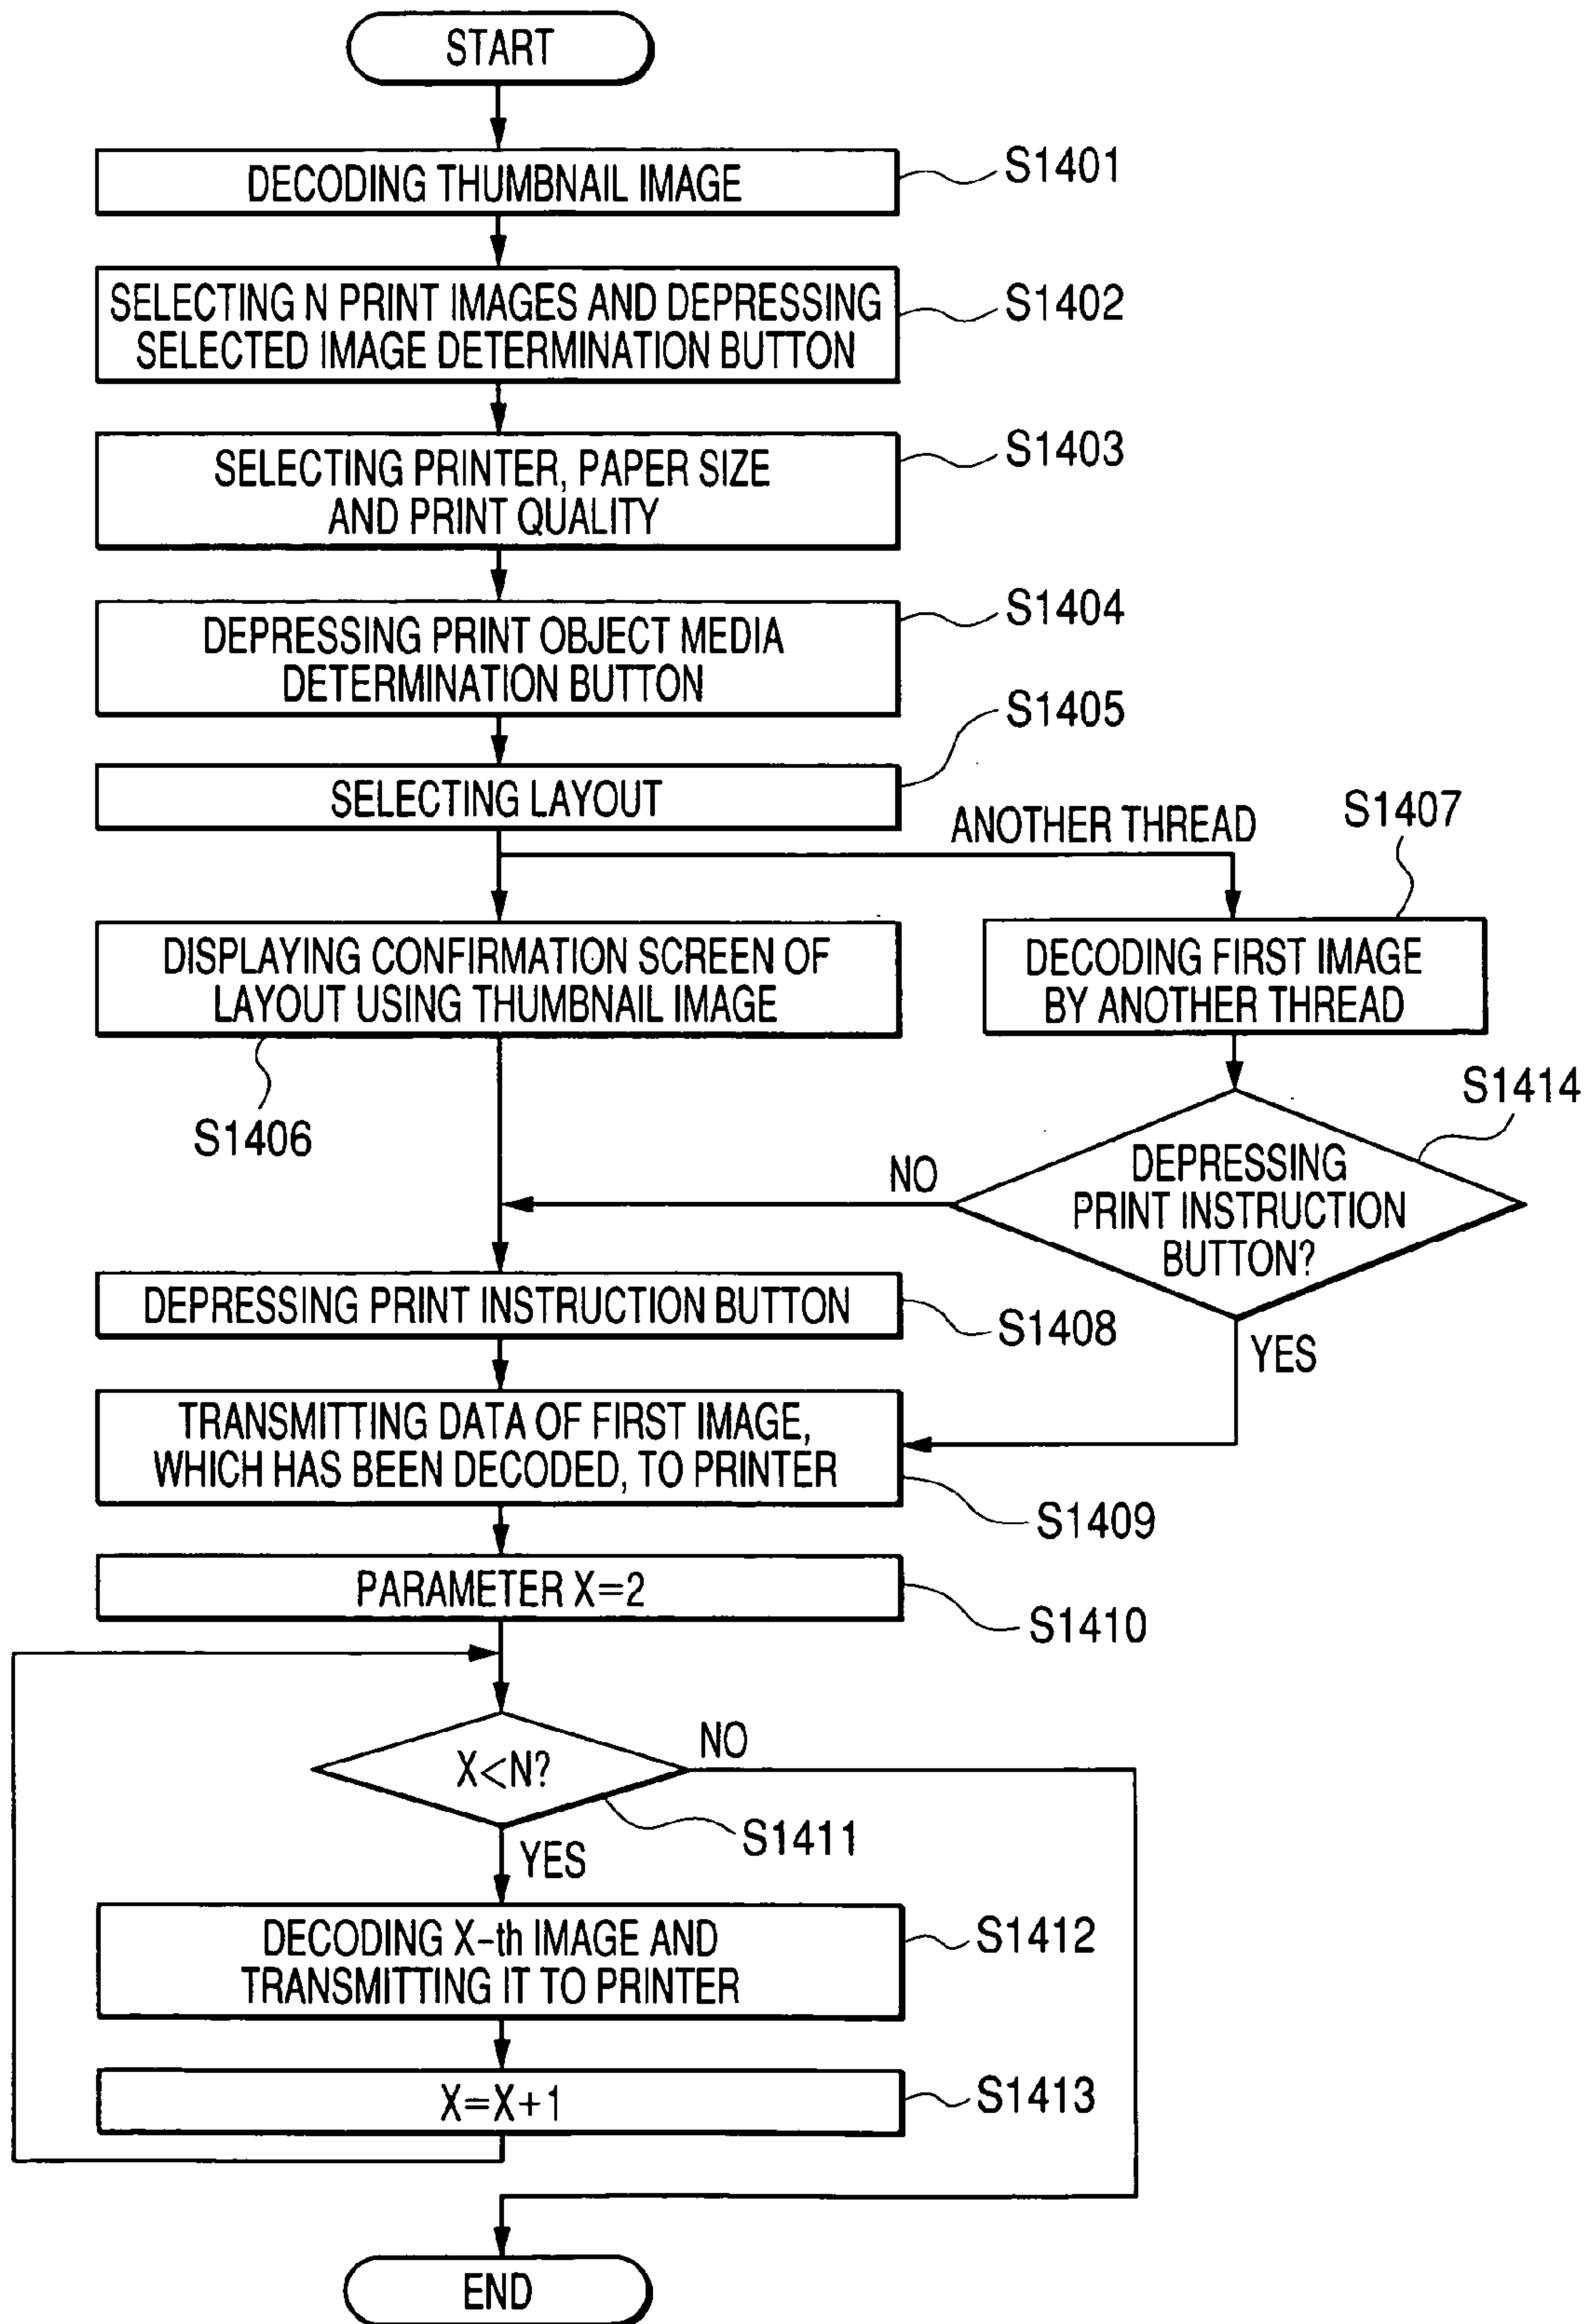 START
DECODING THUMBNAIL IMAGE
S1401
SELECTING N PRINT IMAGES AND DEPRESSING
SELECTED IMAGE DETERMINATION BUTTON
S1402
SELECTING PRINTER, PAPER SIZE
AND PRINT QUALITY
S1403
DEPRESSING PRINT OBJECT MEDIA
DETERMINATION BUTTON
S1404
SELECTING LAYOUT
S1405
ANOTHER THREAD
S1407
DISPLAYING CONFIRMATION SCREEN OF
LAYOUT USING THUMBNAIL IMAGE
S1406
DECODING FIRST IMAGE
BY ANOTHER THREAD
S1414
DEPRESSING
PRINT INSTRUCTION
BUTTON?
NO
YES
DEPRESSING PRINT INSTRUCTION BUTTON
S1408
TRANSMITTING DATA OF FIRST IMAGE,
WHICH HAS BEEN DECODED, TO PRINTER
S1409
PARAMETER X=2
S1410
X<N?
NO
S1411
YES
DECODING X-th IMAGE AND
TRANSMITTING IT TO PRINTER
S1412
X=X+1
S1413
END